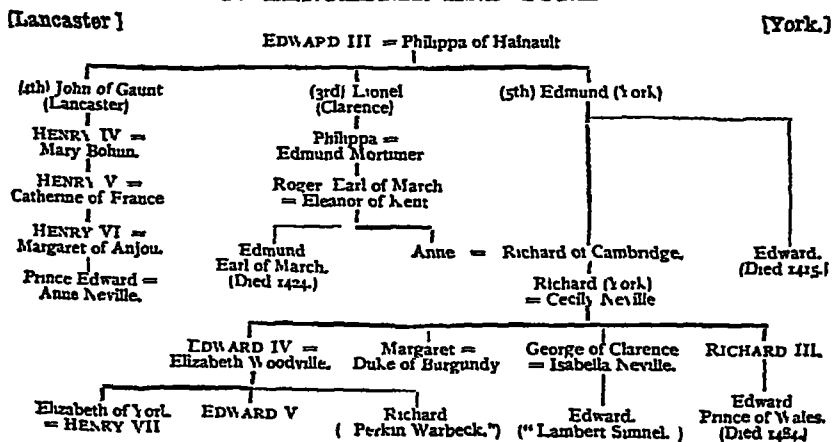 [Lancaster]
[York.]
EDWARD III = Philippa of Hainault
(4th) John of Gaunt
(Lancaster)
(3rd) Lionel
(Clarence)
(5th) Edmund (York)
HENRY IV =
Mary Bohun.
Philippa =
Edmund Mortimer
HENRY V =
Catherine of France
Roger Earl of March
= Eleanor of Kent
HENRY VI =
Margaret of Anjou.
Edmund
Earl of March.
(Died 1424.)
Anne = Richard of Cambridge.
Edward.
(Died 1415.)
Prince Edward =
Anne Neville.
Richard (York)
= Cecily Neville
EDWARD IV =
Elizabeth Woodville.
Margaret =
Duke of Burgundy
George of Clarence
= Isabella Neville.
RICHARD III.
Elizabeth of York
= HENRY VII
EDWARD V
Richard
( Perkin Warbeck.")
Edward.
("Lambert Simnel. )
Edward
Prince of Wales.
(Died 1484.)